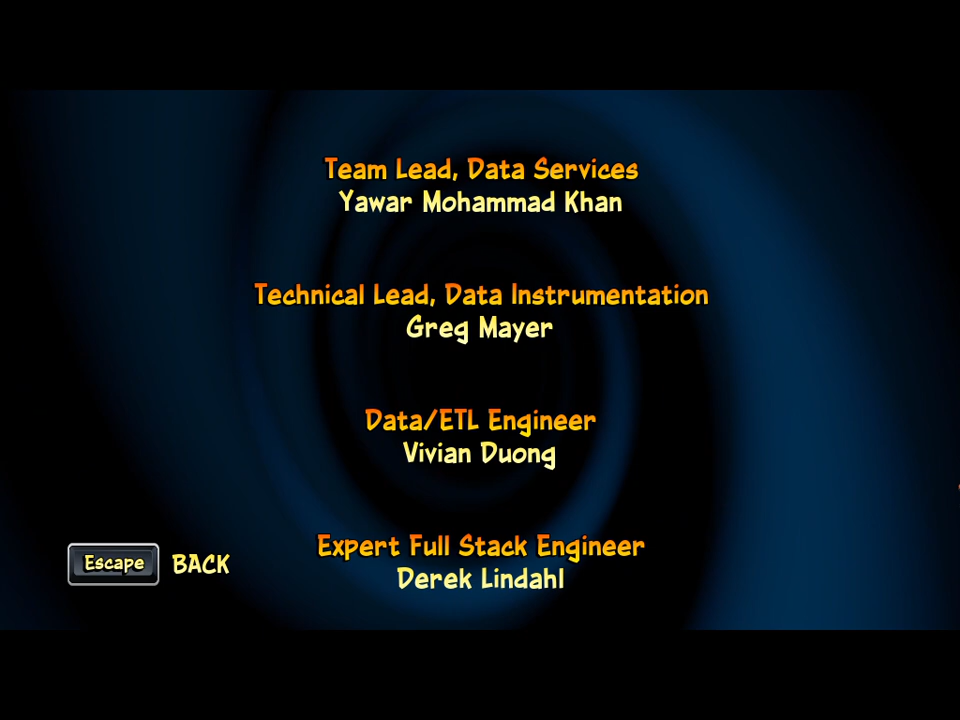 Team Lead, Data Services
Yawar Mohammad Khan
Technical Lead, Data Instrumentation
Greg Mayer
Data/ETL Engineer
Vivian Duong
Expert Full Stack Engineer
Derek Lindahl
Escape BACK